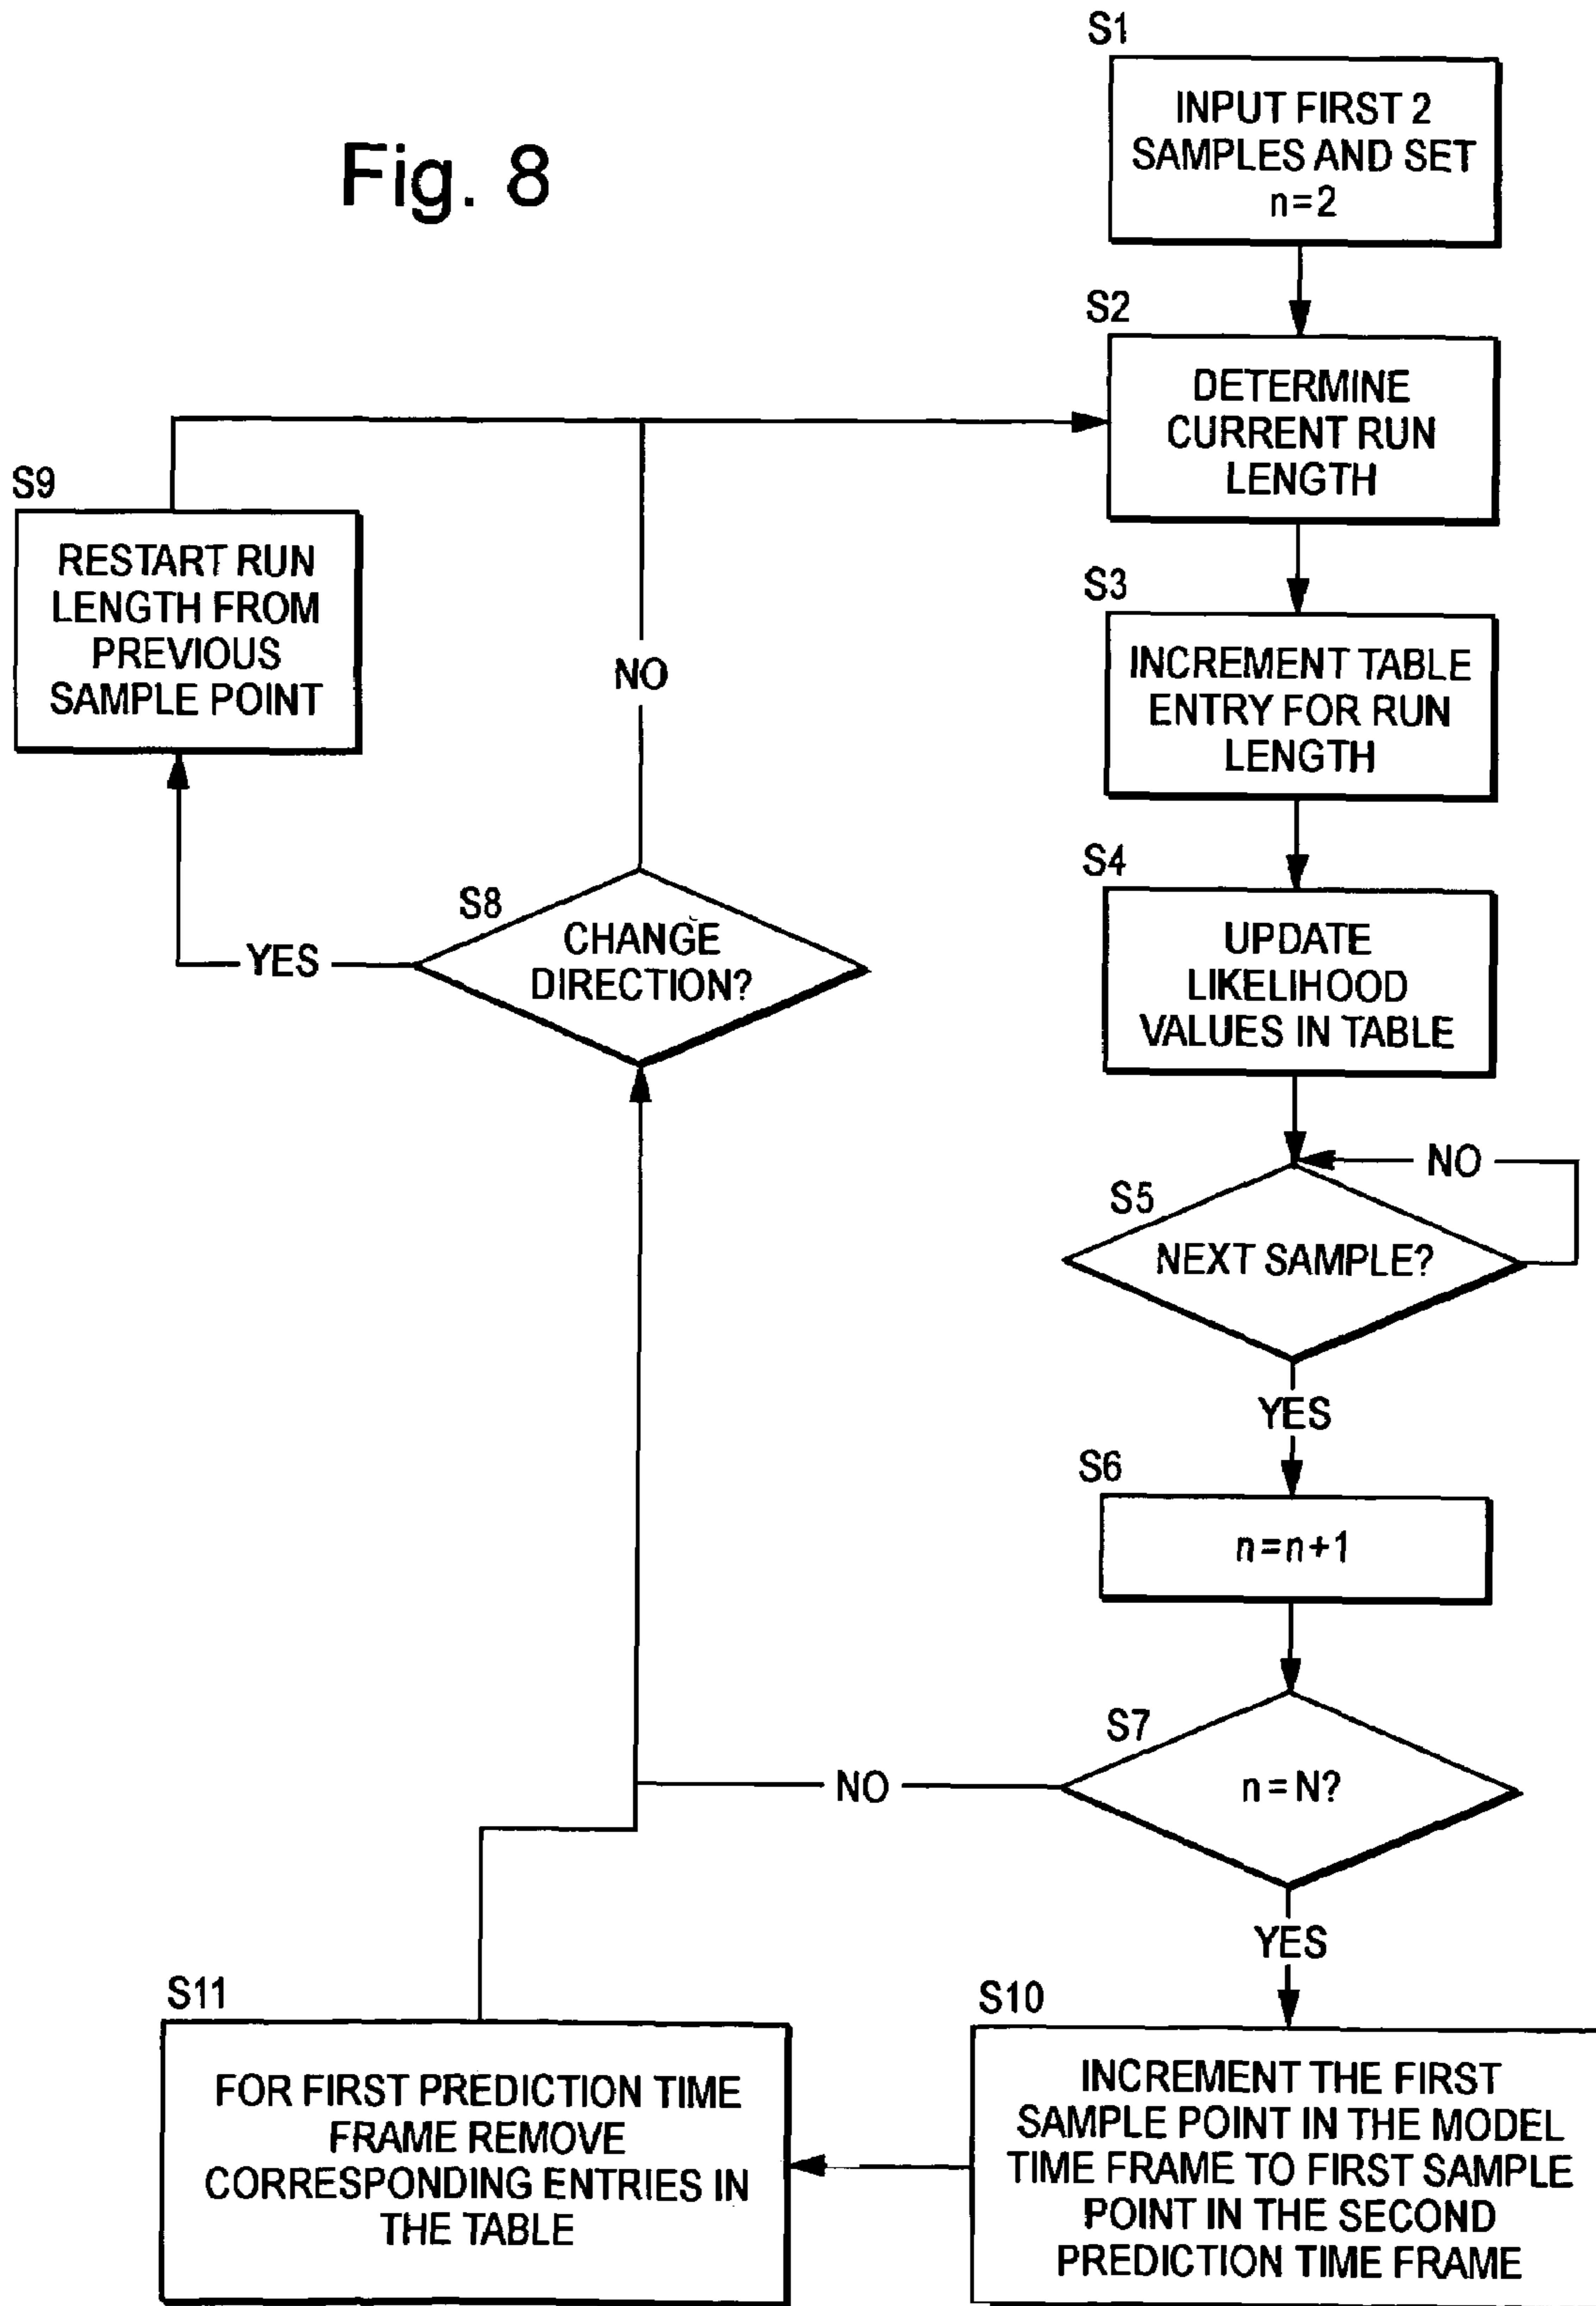 Fig. 8
S1
INPUT FIRST 2
SAMPLES AND SET
n=2
S2
DETERMINE
CURRENT RUN
LENGTH
S3
INCREMENT TABLE
ENTRY FOR RUN
LENGTH
S4
UPDATE
LIKELIHOOD
VALUES IN TABLE
S5
NEXT SAMPLE?
NO
YES
S6
n=n+1
S7
n=N?
NO
YES
S8
CHANGE
DIRECTION?
NO
YES
S9
RESTART RUN
LENGTH FROM
PREVIOUS
SAMPLE POINT
S10
INCREMENT THE FIRST
SAMPLE POINT IN THE MODEL
TIME FRAME TO FIRST SAMPLE
POINT IN THE SECOND
PREDICTION TIME FRAME
S11
FOR FIRST PREDICTION TIME
FRAME REMOVE
CORRESPONDING ENTRIES IN
THE TABLE